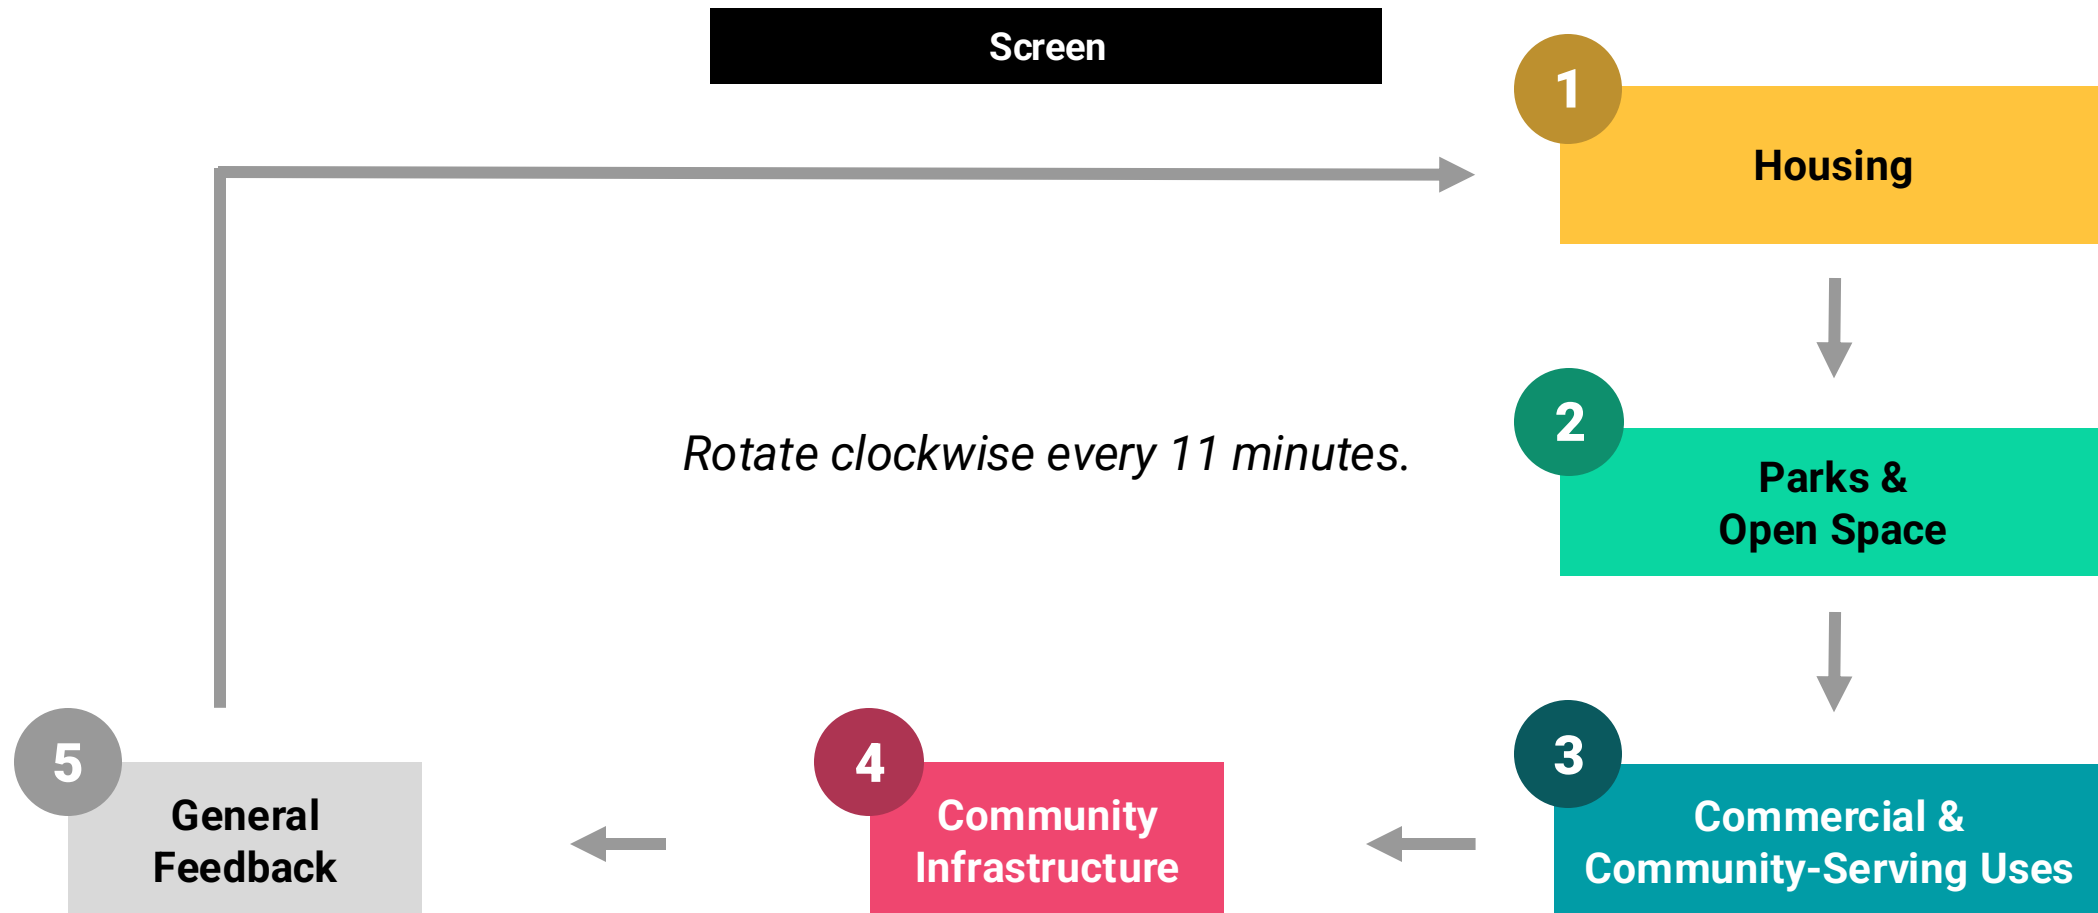 Screen
1
Housing
Rotate clockwise every 11 minutes.
2
Parks &
Open Space
3
Commercial &
Community-Serving Uses
4
Community
Infrastructure
5
General
Feedback